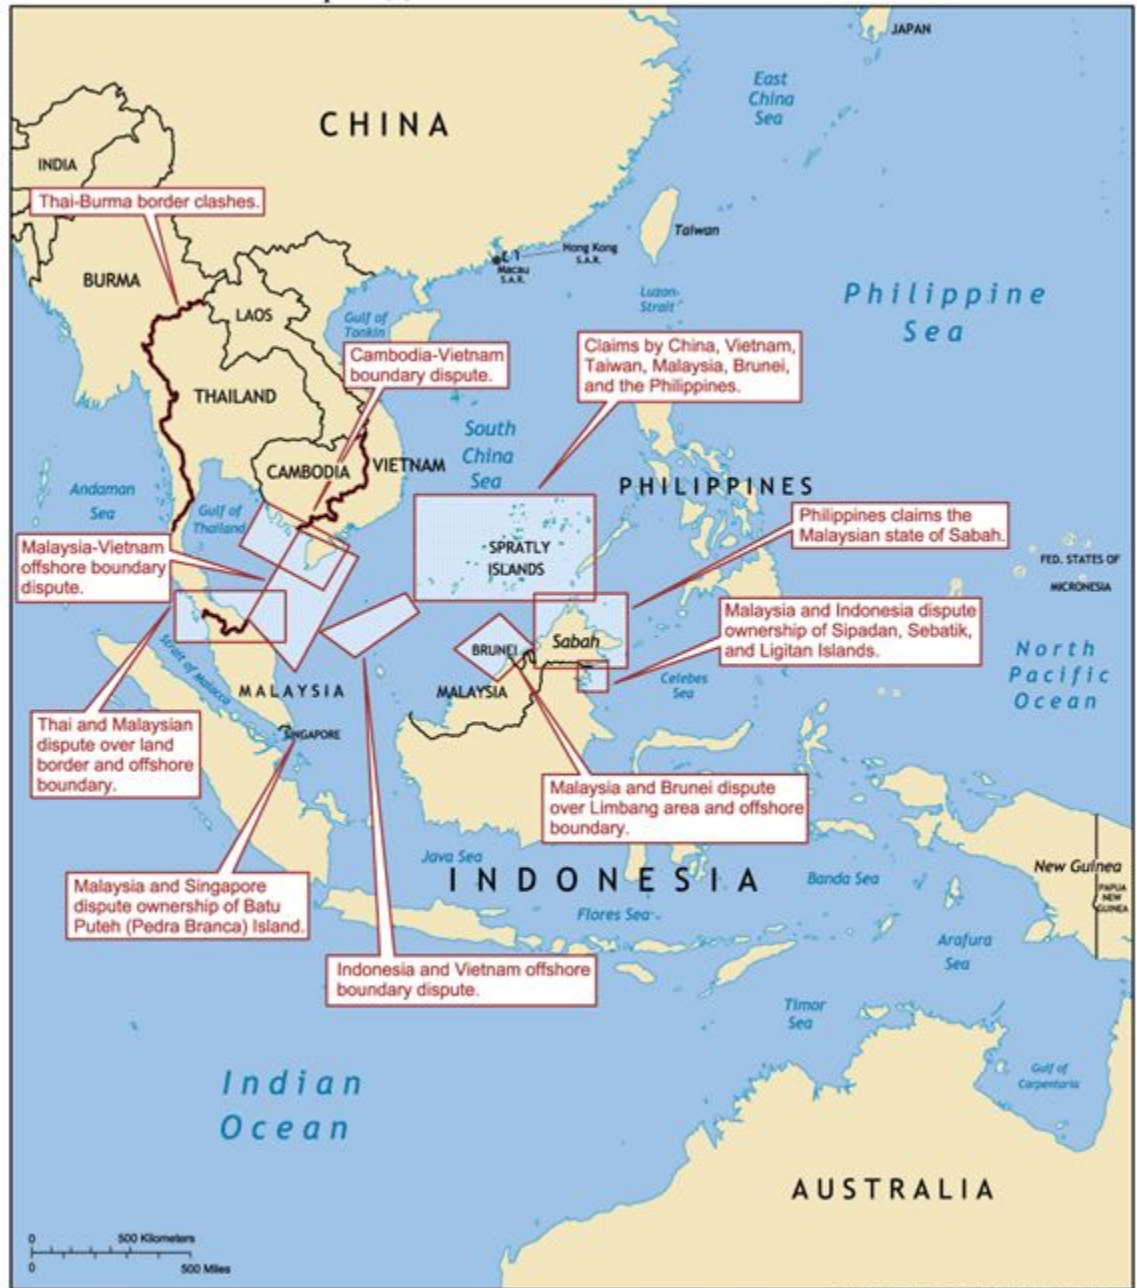 JAPAN
East
China
Sea
CHINA
INDIA
Thai-Burma border clashes.
Taiwan
Hong Kong
S.A.R.
Macau
S.A.R.
BURMA
LAOS
Gulf of
Tonkin
Luzon
Strait
Philippine
Sea
Cambodia-Vietnam
boundary dispute.
Claims by China, Vietnam,
Taiwan, Malaysia, Brunei,
and the Philippines.
THAILAND
South
China
Sea
CAMBODIA
VIETNAM
PHILIPPINES
Andaman
Sea
Gulf of
Thailand
Philippines claims the
Malaysian state of Sabah.
Malaysia-Vietnam
offshore boundary
dispute.
SPRATLY
ISLANDS
FED. STATES OF
MICRONESIA
Malaysia and Indonesia dispute
ownership of Sipadan, Sebatik,
and Ligitan Islands.
Sabah
BRUNEI
Strait of Malacca
MALAYSIA
MALAYSIA
Celebes
Sea
North
Pacific
Ocean
SINGAPORE
Thai and Malaysian
dispute over land
border and offshore
boundary.
Malaysia and Brunei dispute
over Limbang area and offshore
boundary.
Java Sea
INDONESIA
Banda Sea
New Guinea
PAPUA
NEW
GUINEA
Malaysia and Singapore
dispute ownership of Batu
Puteh (Pedra Branca) Island.
Flores Sea
Arafura
Sea
Indonesia and Vietnam offshore
boundary dispute.
Timor
Sea
Gulf of
Carpentaria
Indian
Ocean
AUSTRALIA
0 500 Kilometers
0 500 Miles